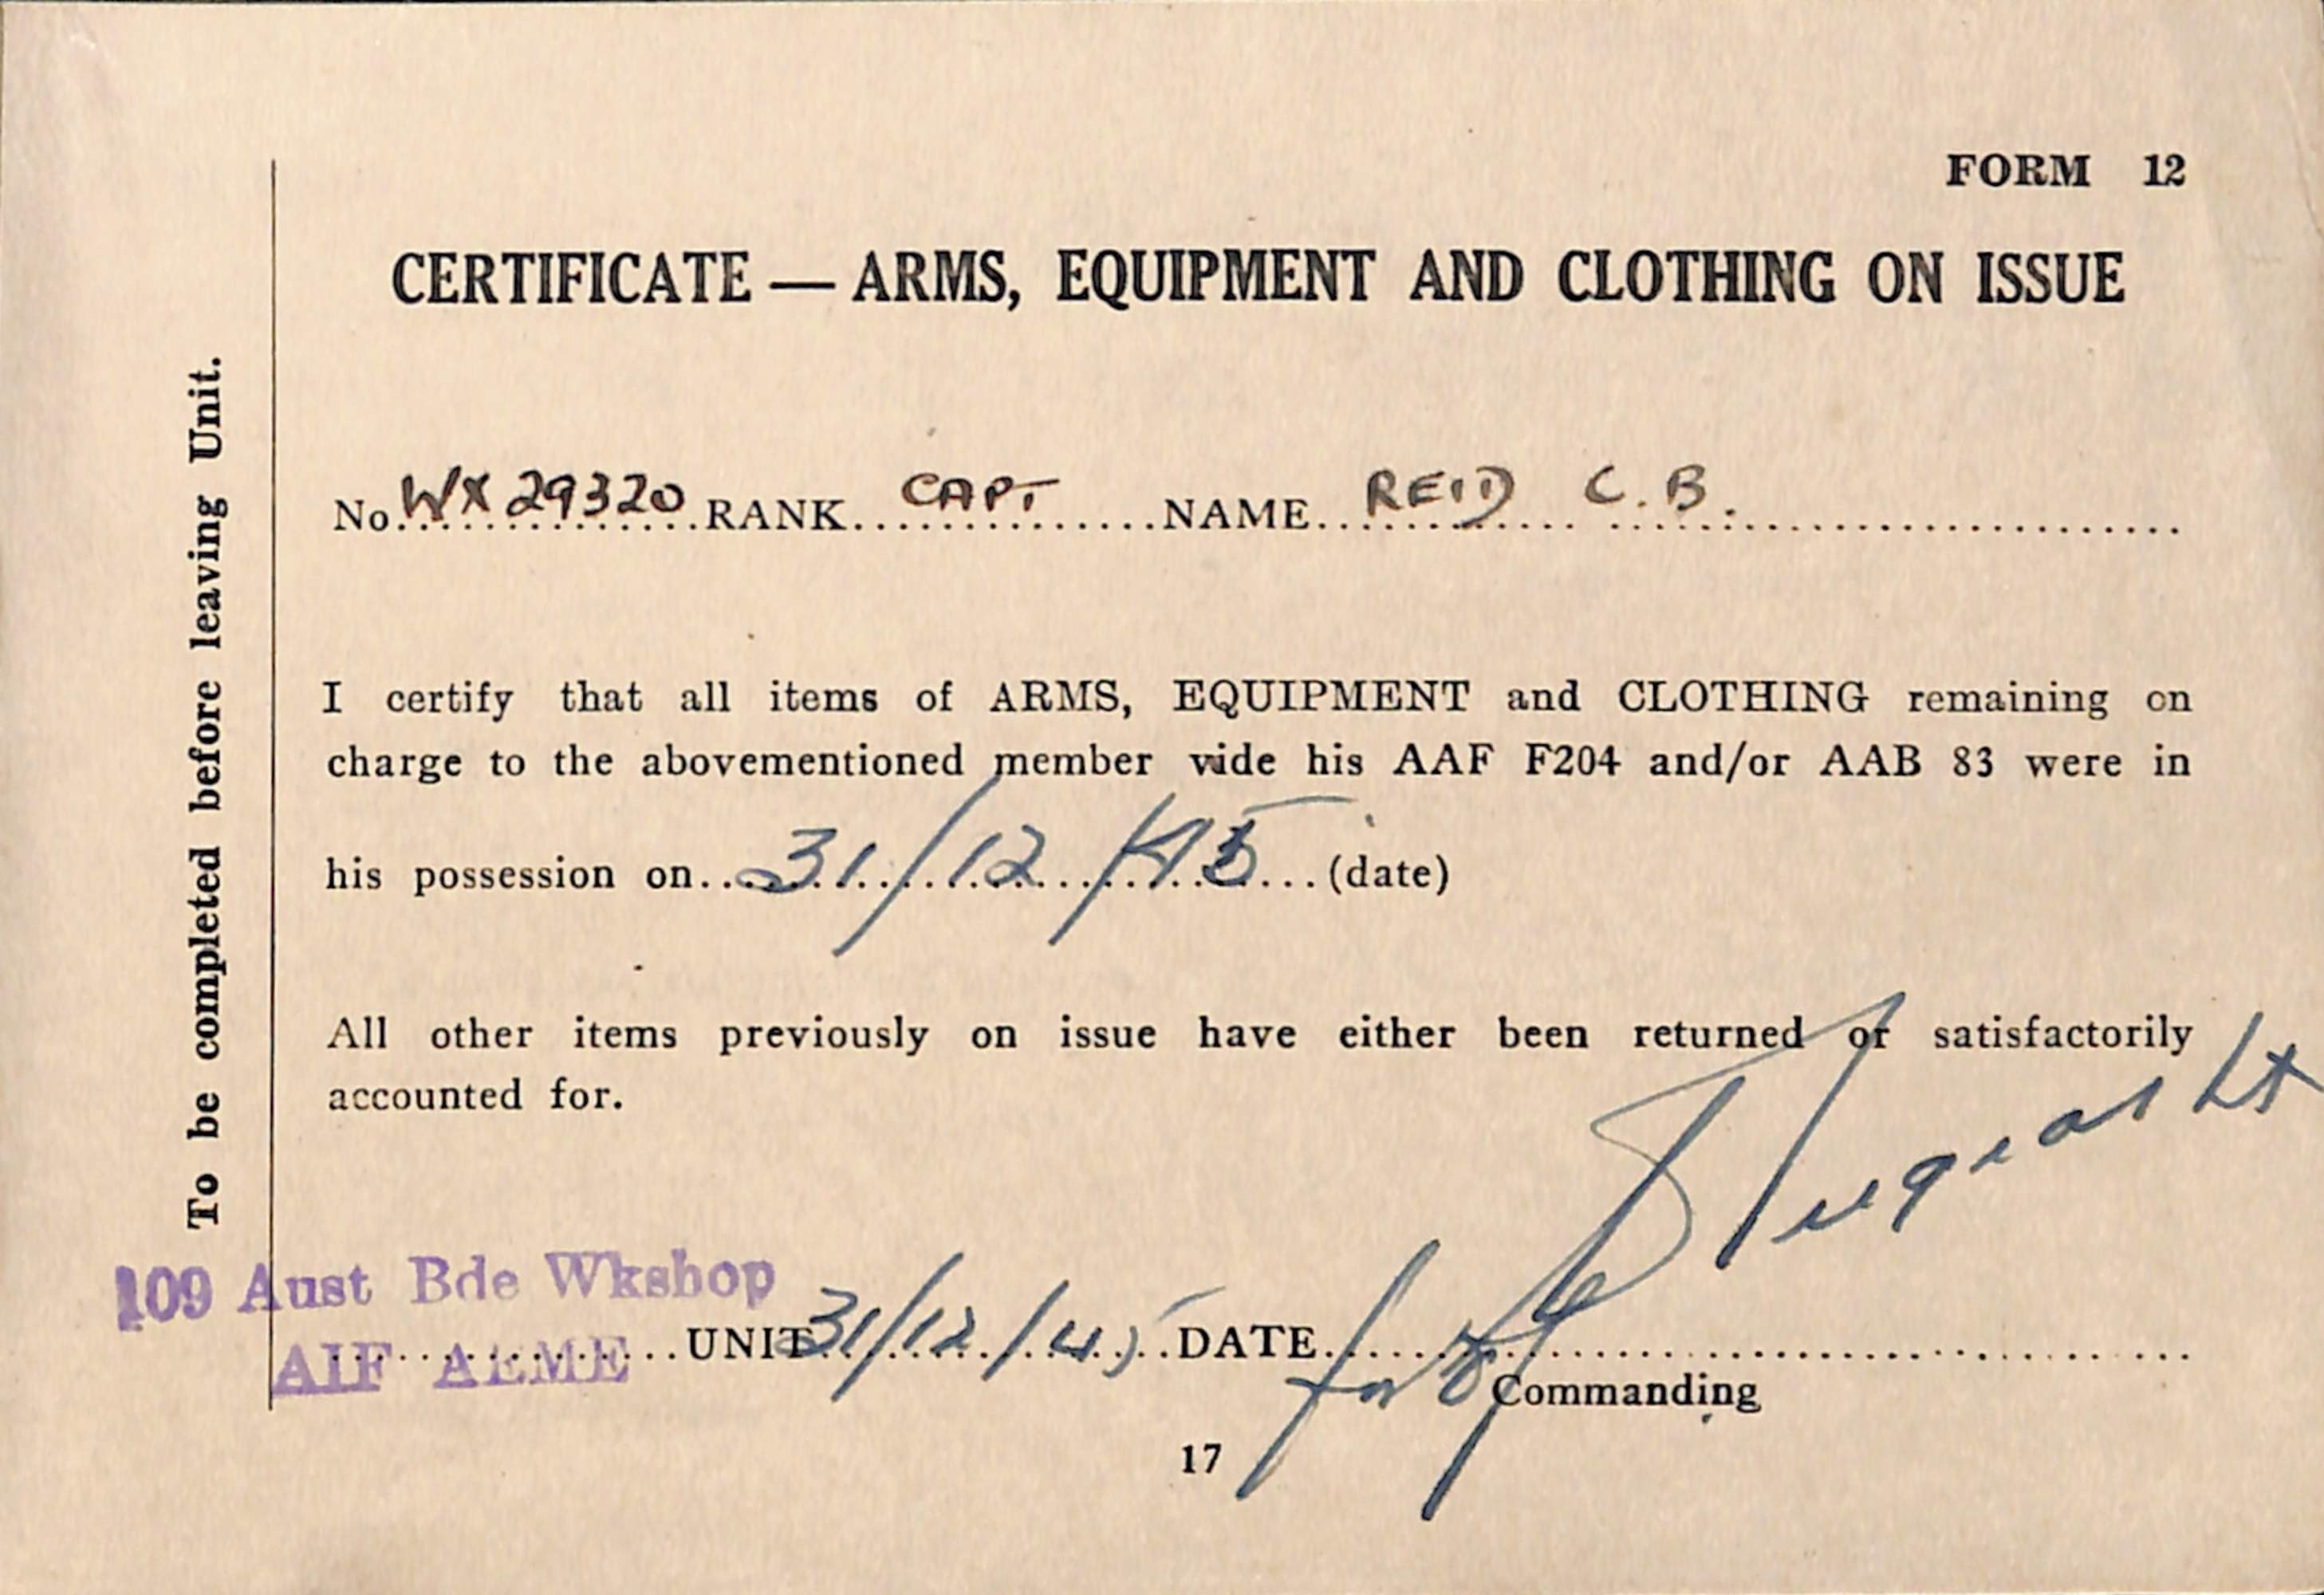 FORM 12
CERTIFICATE — ARMS, EQUIPMENT AND CLOTHING ON ISSUE
To be completed before leaving Unit.
No. WX 29320 RANK CAPT NAME REID C.B.
I certify that all items of ARMS, EQUIPMENT and CLOTHING remaining on
charge to the abovementioned member vide his AAF F204 and/or AAB 83 were in
his possession on 31/12/45 (date)
All other items previously on issue have either been returned or satisfactorily
accounted for.
Lt
109 Aust Bde Wkshop
AIF AEME UNIT 31/12/45 DATE for
Commanding
17